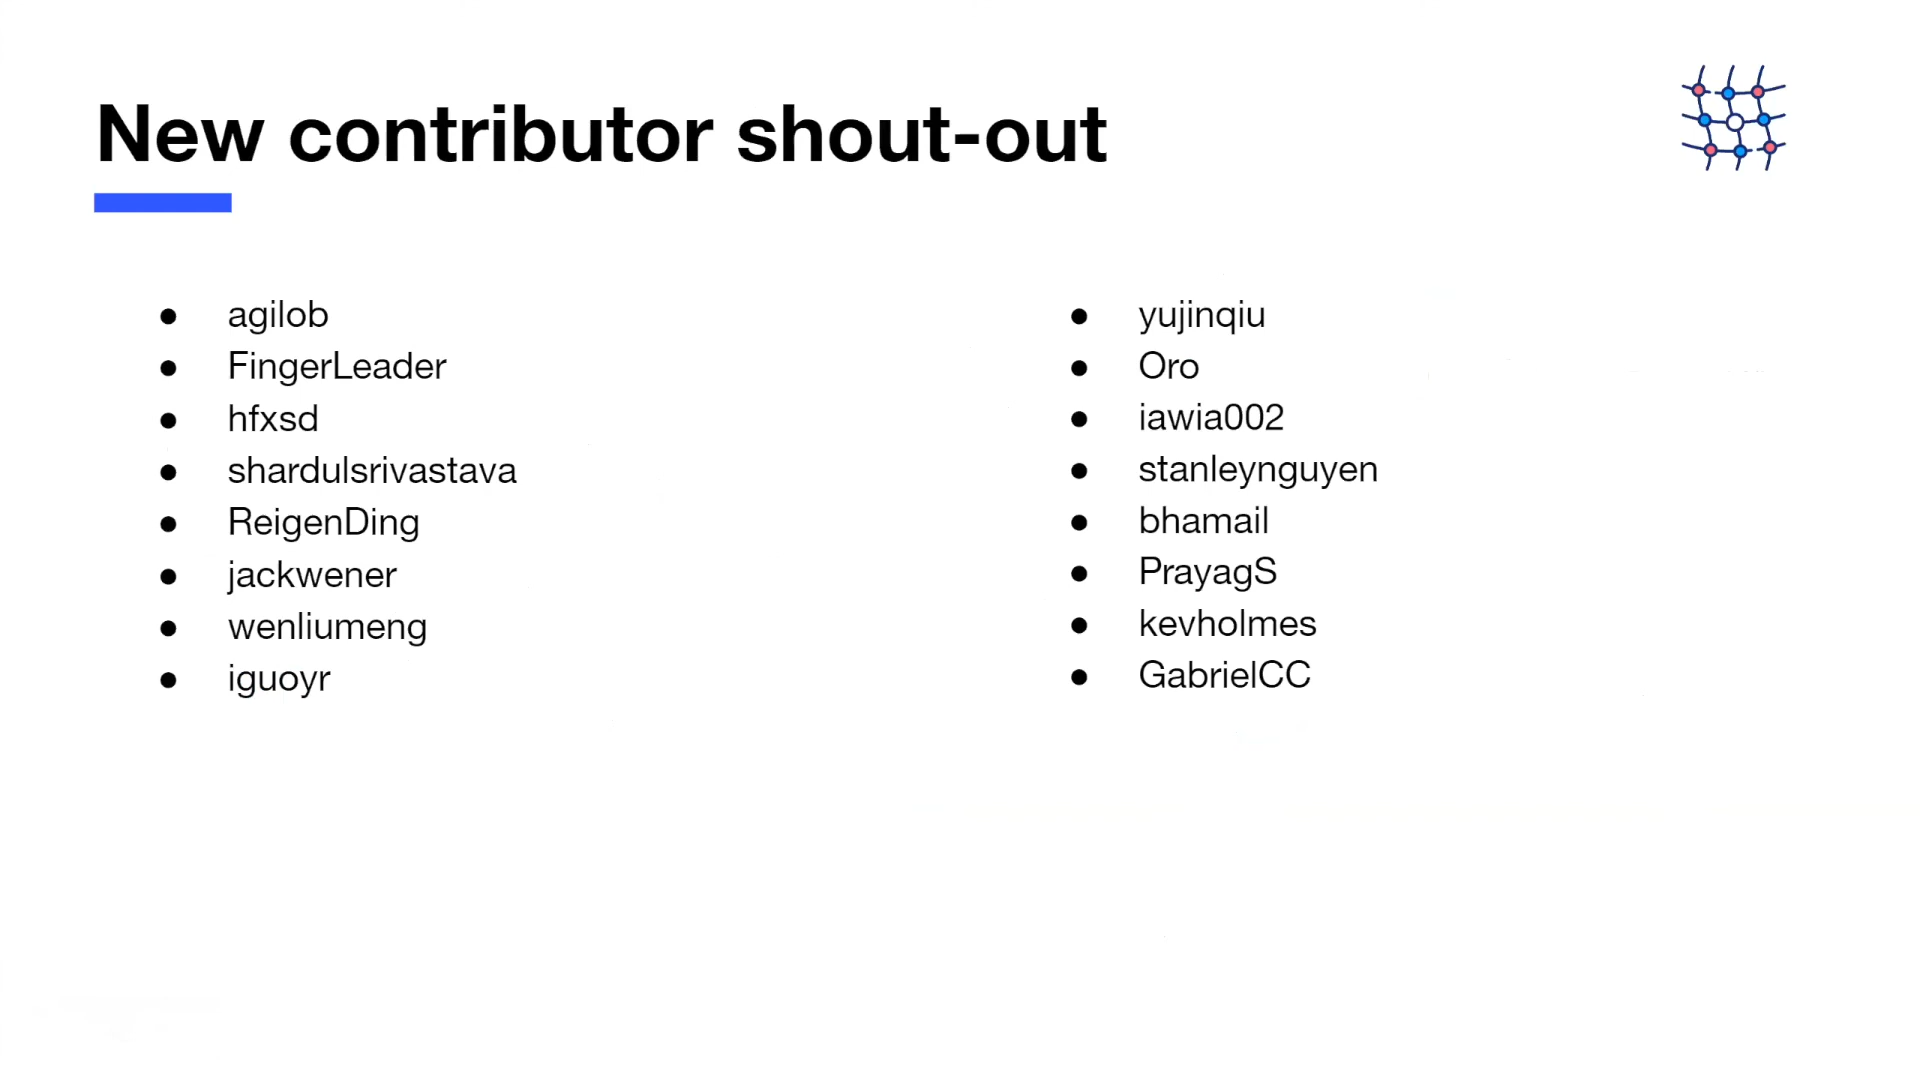 New contributor shout-out
● agilob
● FingerLeader
● hfxsd
● shardulsrivastava
● ReigenDing
● jackwener
● wenliumeng
● iguoyr
● yujinqiu
● Oro
● iawia002
● stanleynguyen
● bhamail
● PrayagS
● kevholmes
● GabrielCC